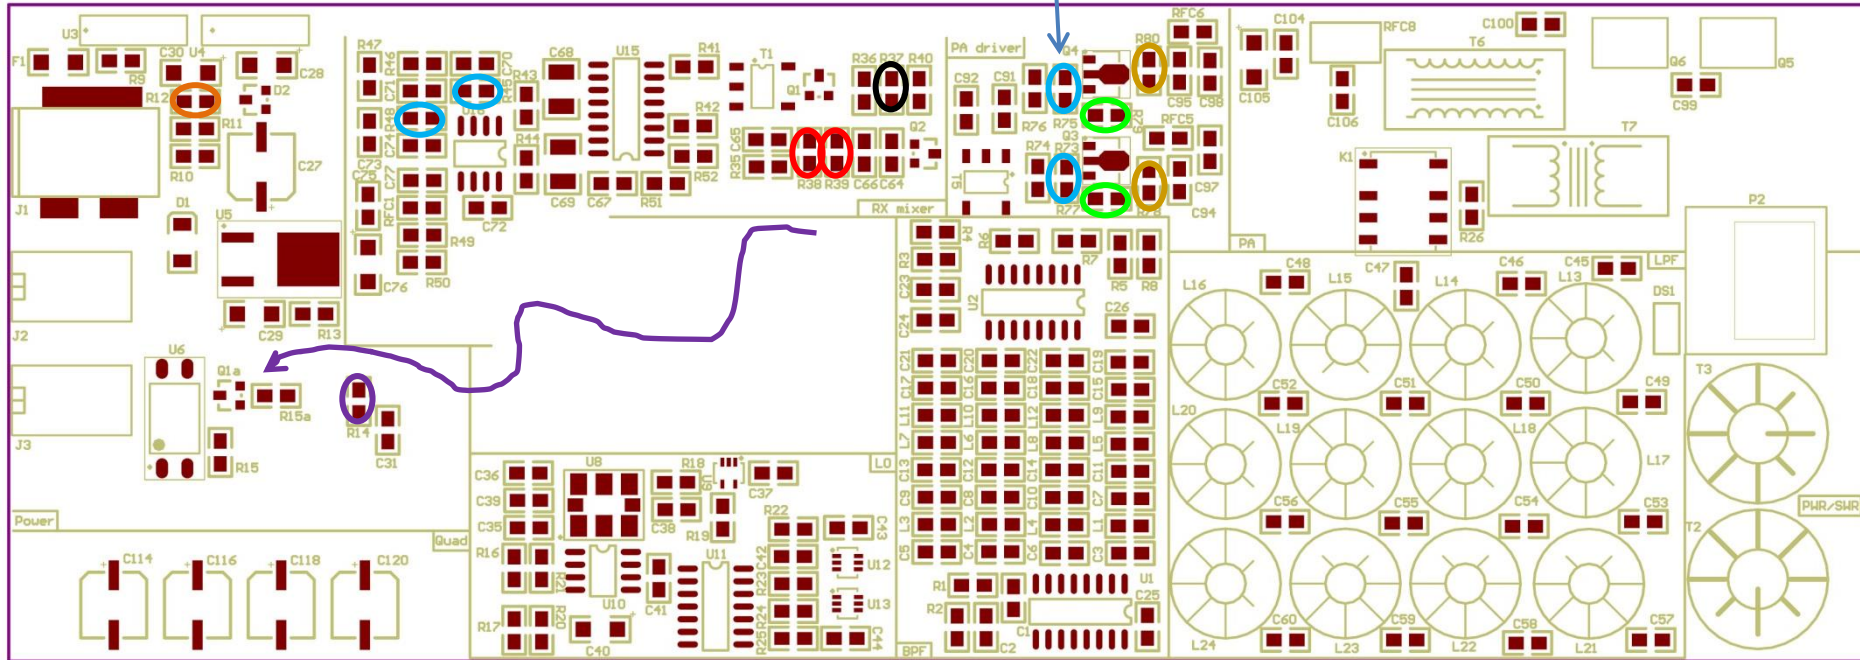 U3
F1
R9
C30
U4
C28
R12
D2
R11
R10
C27
J1
D1
U5
C29
R13
J2
U6
Q1a
R15a
R14
C31
R15
J3
Power
Quad
C114
C116
C118
C120
R47
R46
C70
C71
R45
R48
C74
C73
C75
C77
RFC1
R49
R50
C76
C72
R43
R44
C68
C69
U15
R41
R42
R52
C67
R51
T1
Q1
C65
R35
R38
R39
C66
C64
R36
R37
R40
Q2
RX mixer
PA driver
C92
C91
R76
R75
Q4
R79
Q3
R74
R73
R77
T5
R80
RFC6
C95
C98
RFC5
C97
C94
R78
PA
C104
C105
C106
RFC8
T6
T7
K1
R26
C100
Q6
Q5
C99
P2
R4
R3
C23
C24
R6
R7
R5
R8
U2
C26
C21
C20
C22
C19
C17
C16
C18
C15
L11
L10
L12
L9
L7
L6
L8
L5
C13
C12
C14
C11
C9
C8
C10
C7
L3
L2
L4
L1
C5
C4
C6
C3
R1
R2
C2
C1
U1
C25
BPF
LO
C36
C39
C35
U8
R18
U9
C37
C38
R19
R16
R21
U10
C41
U11
R22
C42
R23
R24
R25
C43
U12
U13
C44
R17
R20
C40
L16
C48
L15
C47
L14
C46
C45
L13
LPF
DS1
C52
C51
C50
C49
L20
L19
L18
L17
C56
C55
C54
C53
L24
C60
L23
C59
L22
C58
L21
C57
T3
T2
PWR/SWR